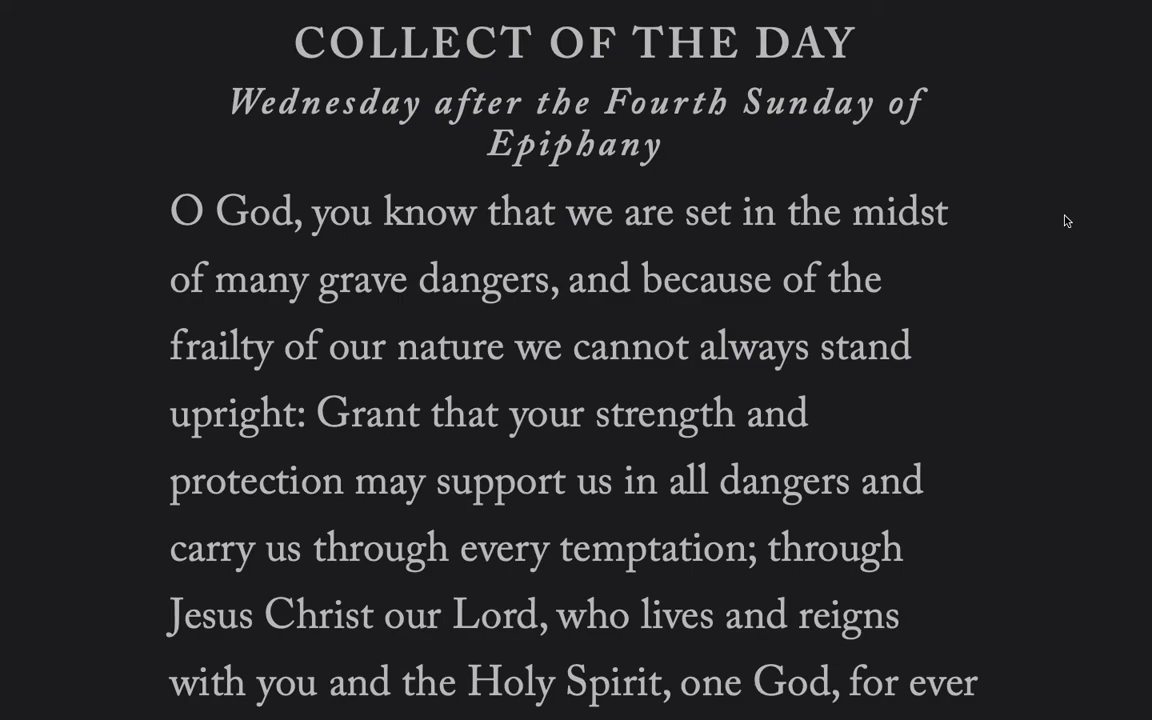 COLLECT OF THE DAY
Wednesday after the Fourth Sunday of
Epiphany
O God, you know that we are set in the midst
of many grave dangers, and because of the
frailty of our nature we cannot always stand
upright: Grant that your strength and
protection may support us in all dangers and
carry us through every temptation; through
Jesus Christ our Lord, who lives and reigns
with you and the Holy Spirit, one God, for ever